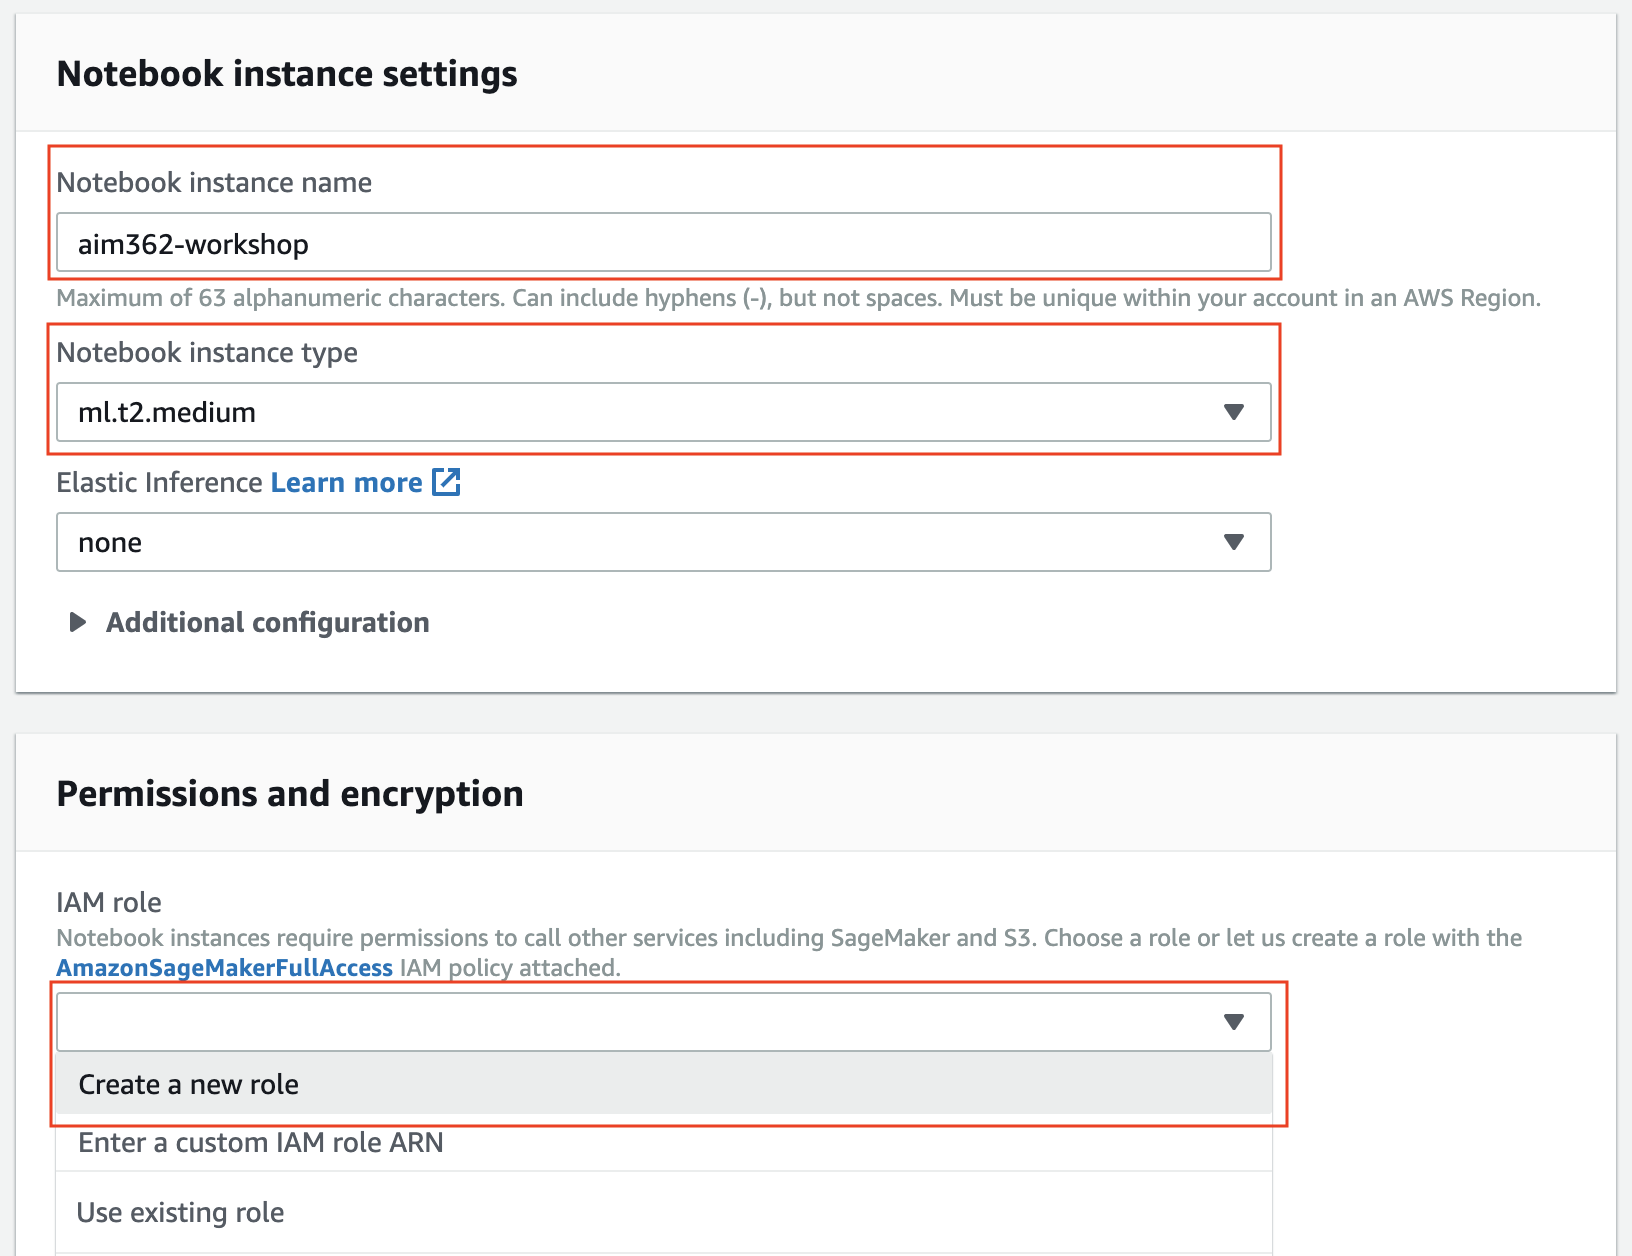 Notebook instance settings
Notebook instance name
aim362-workshop
Maximum of 63 alphanumeric characters. Can include hyphens (-), but not spaces. Must be unique within your account in an AWS Region.
Notebook instance type
ml.t2.medium
Elastic Inference Learn more
none
Additional configuration
Permissions and encryption
IAM role
Notebook instances require permissions to call other services including SageMaker and S3. Choose a role or let us create a role with the
AmazonSageMakerFullAccess IAM policy attached.
Create a new role
Enter a custom IAM role ARN
Use existing role